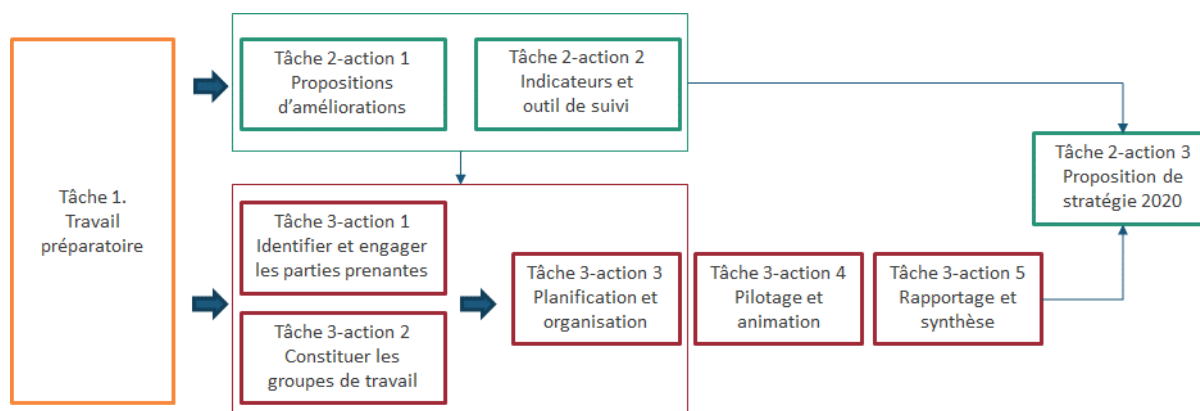 Tâche 1.
Travail
préparatoire
Tâche 2-action 1
Propositions
d’améliorations
Tâche 2-action 2
Indicateurs et
outil de suivi
Tâche 2-action 3
Proposition de
stratégie 2020
Tâche 3-action 1
Identifier et engager
les parties prenantes
Tâche 3-action 2
Constituer les
groupes de travail
Tâche 3-action 3
Planification et
organisation
Tâche 3-action 4
Pilotage et
animation
Tâche 3-action 5
Rapportage et
synthèse